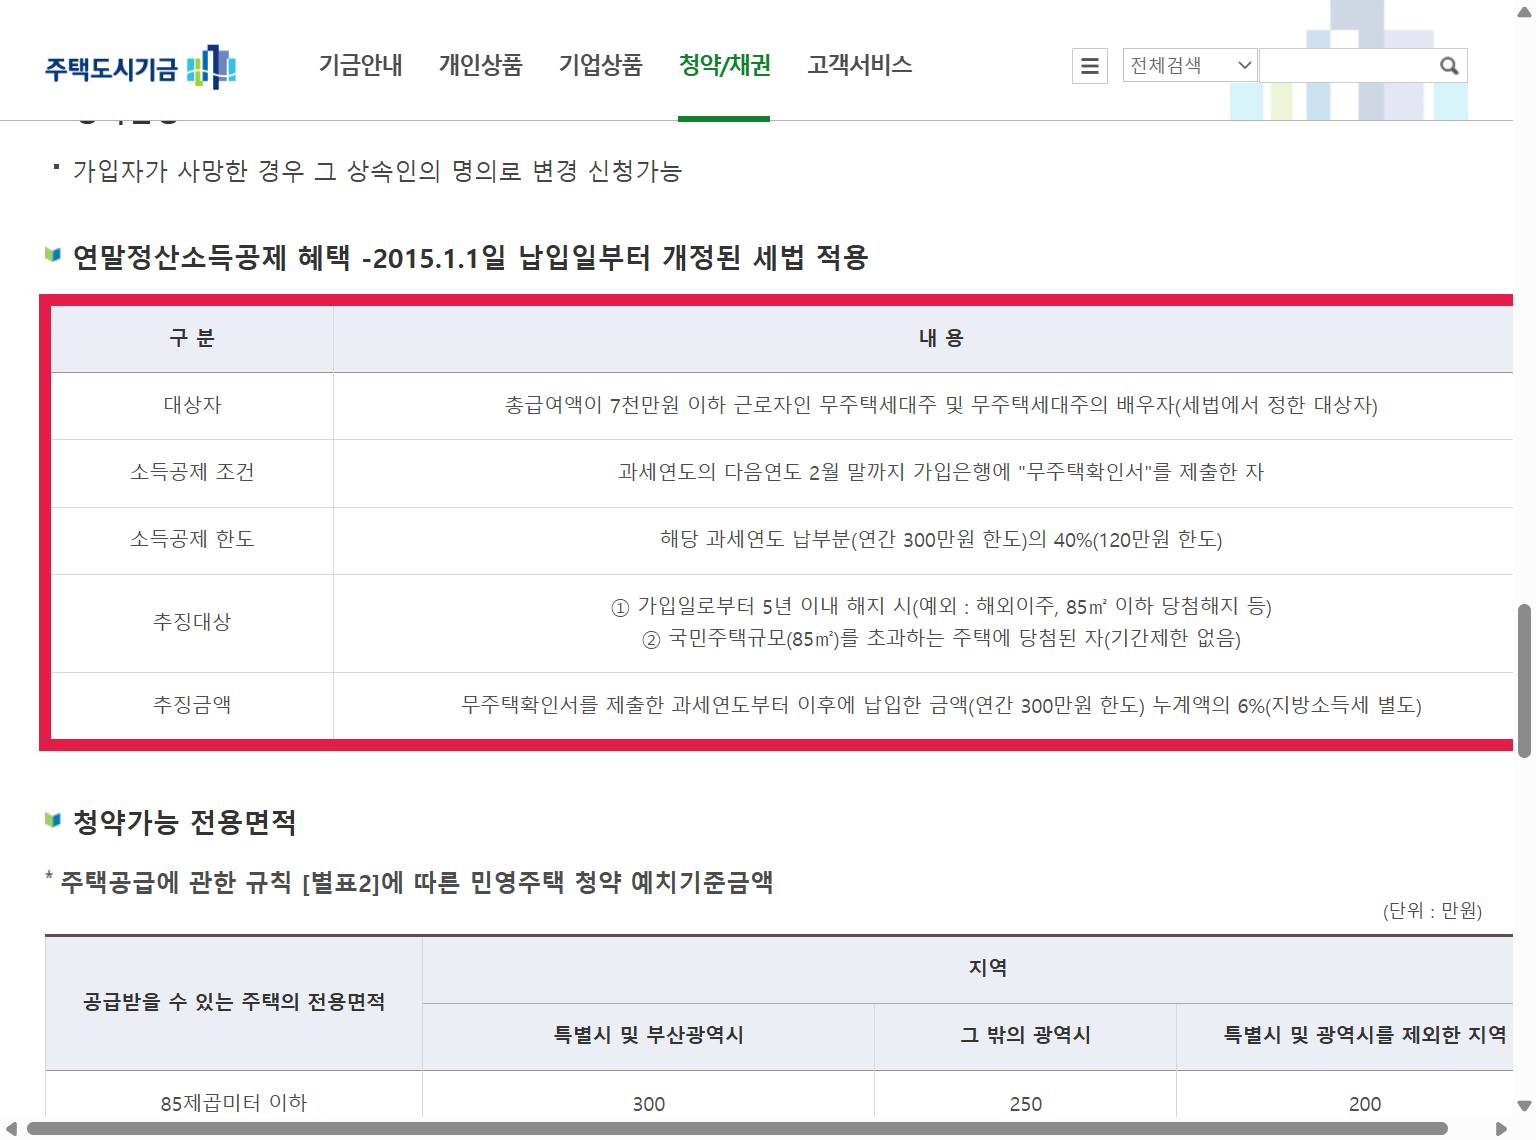 주택도시기금
기금안내 개인상품 기업상품 청약/채권 고객서비스
전체검색
가입자가 사망한 경우 그 상속인의 명의로 변경 신청가능
연말정산소득공제 혜택 -2015.1.1일 납입일부터 개정된 세법 적용
구 분 내 용
대상자 총급여액이 7천만원 이하 근로자인 무주택세대주 및 무주택세대주의 배우자(세법에서 정한 대상자)
소득공제 조건 과세연도의 다음연도 2월 말까지 가입은행에 "무주택확인서"를 제출한 자
소득공제 한도 해당 과세연도 납부분(연간 300만원 한도)의 40%(120만원 한도)
추징대상 ① 가입일로부터 5년 이내 해지 시(예외 : 해외이주, 85㎡ 이하 당첨해지 등)
② 국민주택규모(85㎡)를 초과하는 주택에 당첨된 자(기간제한 없음)
추징금액 무주택확인서를 제출한 과세연도부터 이후에 납입한 금액(연간 300만원 한도) 누계액의 6%(지방소득세 별도)
청약가능 전용면적
* 주택공급에 관한 규칙 [별표2]에 따른 민영주택 청약 예치기준금액
(단위 : 만원)
공급받을 수 있는 주택의 전용면적 지역
특별시 및 부산광역시 그 밖의 광역시 특별시 및 광역시를 제외한 지역
85제곱미터 이하 300 250 200